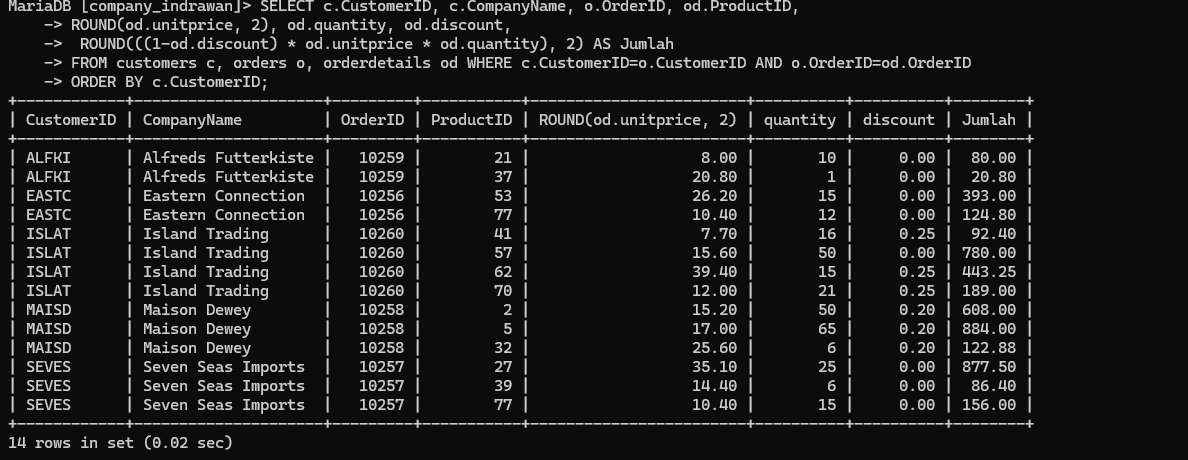 MariaDB [company_indrawan]> SELECT c.CustomerID, c.CompanyName, o.OrderID, od.ProductID,
    -> ROUND(od.unitprice, 2), od.quantity, od.discount,
    ->  ROUND(((1-od.discount) * od.unitprice * od.quantity), 2) AS Jumlah
    -> FROM customers c, orders o, orderdetails od WHERE c.CustomerID=o.CustomerID AND o.OrderID=od.OrderID
    -> ORDER BY c.CustomerID;
+------------+---------------------+---------+-----------+------------------------+----------+----------+--------+
| CustomerID | CompanyName         | OrderID | ProductID | ROUND(od.unitprice, 2) | quantity | discount | Jumlah |
+------------+---------------------+---------+-----------+------------------------+----------+----------+--------+
| ALFKI      | Alfreds Futterkiste |   10259 |        21 |                   8.00 |       10 |     0.00 |  80.00 |
| ALFKI      | Alfreds Futterkiste |   10259 |        37 |                  20.80 |        1 |     0.00 |  20.80 |
| EASTC      | Eastern Connection  |   10256 |        53 |                  26.20 |       15 |     0.00 | 393.00 |
| EASTC      | Eastern Connection  |   10256 |        77 |                  10.40 |       12 |     0.00 | 124.80 |
| ISLAT      | Island Trading      |   10260 |        41 |                   7.70 |       16 |     0.25 |  92.40 |
| ISLAT      | Island Trading      |   10260 |        57 |                  15.60 |       50 |     0.00 | 780.00 |
| ISLAT      | Island Trading      |   10260 |        62 |                  39.40 |       15 |     0.25 | 443.25 |
| ISLAT      | Island Trading      |   10260 |        70 |                  12.00 |       21 |     0.25 | 189.00 |
| MAISD      | Maison Dewey        |   10258 |         2 |                  15.20 |       50 |     0.20 | 608.00 |
| MAISD      | Maison Dewey        |   10258 |         5 |                  17.00 |       65 |     0.20 | 884.00 |
| MAISD      | Maison Dewey        |   10258 |        32 |                  25.60 |        6 |     0.20 | 122.88 |
| SEVES      | Seven Seas Imports  |   10257 |        27 |                  35.10 |       25 |     0.00 | 877.50 |
| SEVES      | Seven Seas Imports  |   10257 |        39 |                  14.40 |        6 |     0.00 |  86.40 |
| SEVES      | Seven Seas Imports  |   10257 |        77 |                  10.40 |       15 |     0.00 | 156.00 |
+------------+---------------------+---------+-----------+------------------------+----------+----------+--------+
14 rows in set (0.02 sec)